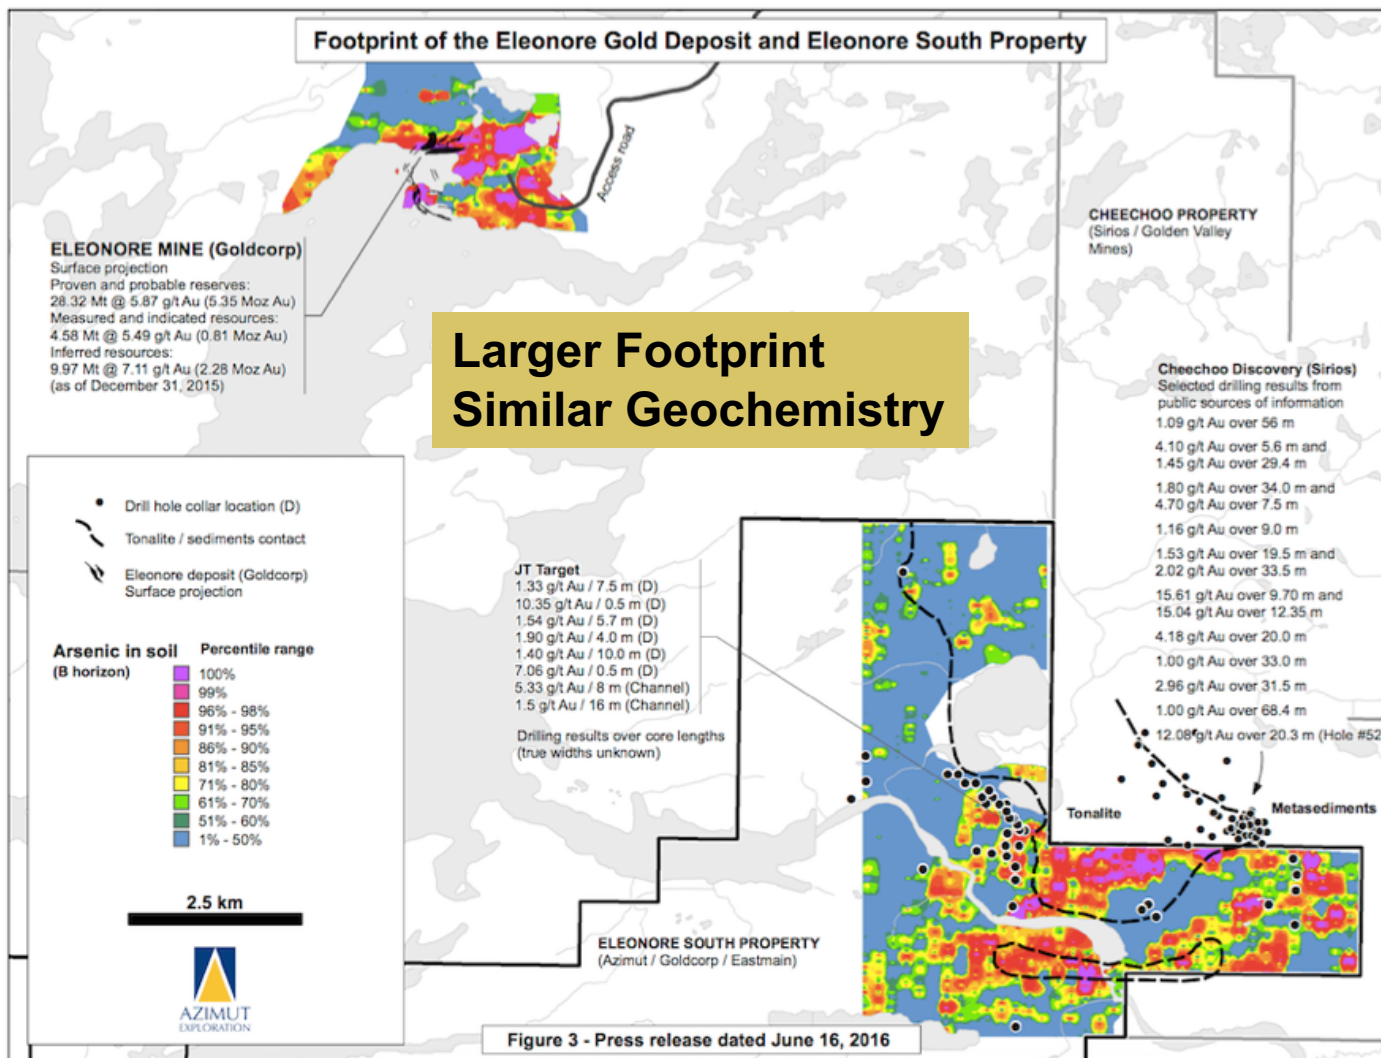 Footprint of the Eleonore Gold Deposit and Eleonore South Property
Access road
ELEONORE MINE (Goldcorp)
Surface projection
Proven and probable reserves:
28.32 Mt @ 5.87 g/t Au (5.35 Moz Au)
Measured and indicated resources:
4.58 Mt @ 5.49 g/t Au (0.81 Moz Au)
Inferred resources:
9.97 Mt @ 7.11 g/t Au (2.28 Moz Au)
(as of December 31, 2015)
CHEECHOO PROPERTY
(Sirios / Golden Valley
Mines)
Larger Footprint
Similar Geochemistry
Cheechoo Discovery (Sirios)
Selected drilling results from
public sources of information
1.09 g/t Au over 56 m
4.10 g/t Au over 5.6 m and
1.45 g/t Au over 29.4 m
1.80 g/t Au over 34.0 m and
4.70 g/t Au over 7.5 m
1.16 g/t Au over 9.0 m
1.53 g/t Au over 19.5 m and
2.02 g/t Au over 33.5 m
15.61 g/t Au over 9.70 m and
15.04 g/t Au over 12.35 m
4.18 g/t Au over 20.0 m
1.00 g/t Au over 33.0 m
2.96 g/t Au over 31.5 m
1.00 g/t Au over 68.4 m
12.08 g/t Au over 20.3 m (Hole #52
Drill hole collar location (D)
Tonalite / sediments contact
Eleonore deposit (Goldcorp)
Surface projection
Arsenic in soil
(B horizon)
Percentile range
100%
99%
96% - 98%
91% - 95%
86% - 90%
81% - 85%
71% - 80%
61% - 70%
51% - 60%
1% - 50%
2.5 km
AZIMUT
EXPLORATION
JT Target
1.33 g/t Au / 7.5 m (D)
10.35 g/t Au / 0.5 m (D)
1.54 g/t Au / 5.7 m (D)
1.90 g/t Au / 4.0 m (D)
1.40 g/t Au / 10.0 m (D)
7.06 g/t Au / 0.5 m (D)
5.33 g/t Au / 8 m (Channel)
1.5 g/t Au / 16 m (Channel)
Drilling results over core lengths
(true widths unknown)
Tonalite
Metasediments
ELEONORE SOUTH PROPERTY
(Azimut / Goldcorp / Eastmain)
Figure 3 - Press release dated June 16, 2016